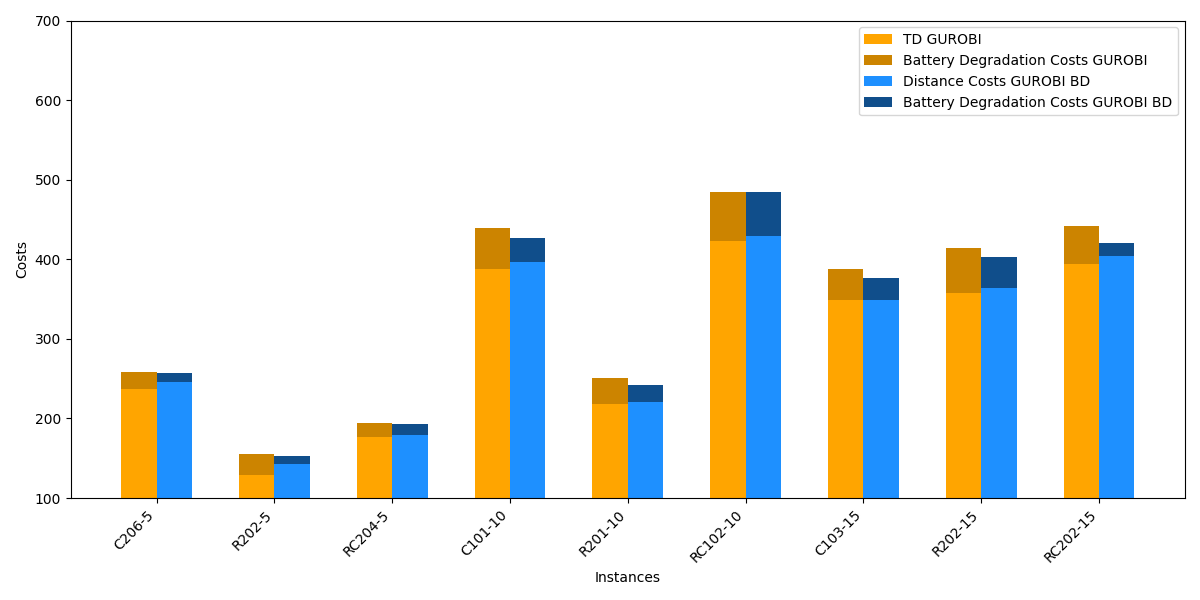 700
600
500
400
300
200
100
Costs
TD GUROBI
Battery Degradation Costs GUROBI
Distance Costs GUROBI BD
Battery Degradation Costs GUROBI BD
C206-5
R202-5
RC204-5
C101-10
R201-10
RC102-10
C103-15
R202-15
RC202-15
Instances